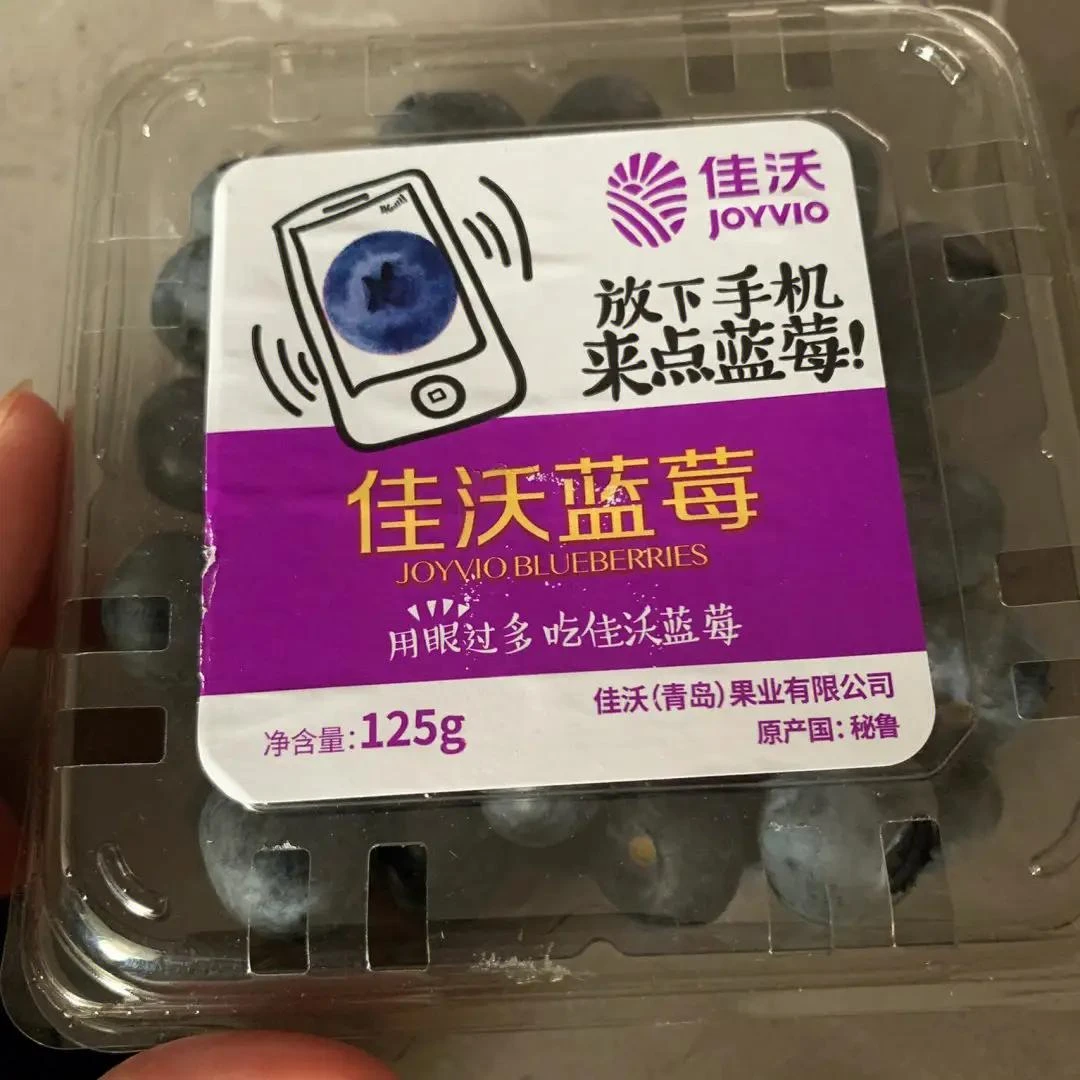 佳沃
JOYVIO
放下手机
来点蓝莓!
佳沃蓝莓
JOYVIO BLUEBERRIES
用眼过多 吃佳沃蓝莓
净含量: 125g
佳沃(青岛)果业有限公司
原产国: 秘鲁